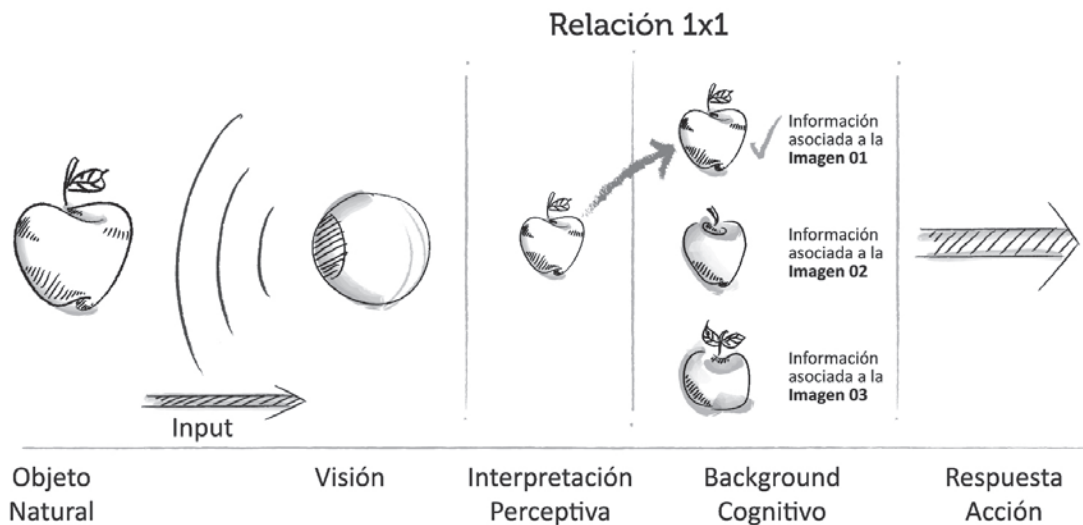 Relación 1x1
Información
asociada a la
Imagen 01
Información
asociada a la
Imagen 02
Información
asociada a la
Imagen 03
Input
Objeto
Natural
Visión
Interpretación
Perceptiva
Background
Cognitivo
Respuesta
Acción